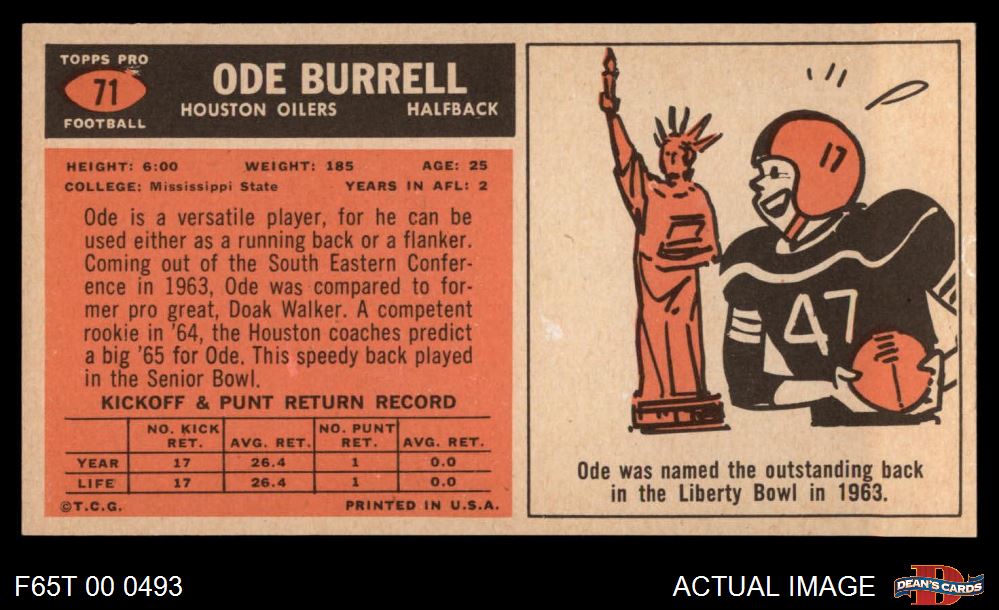 TOPPS PRO
71
FOOTBALL
ODE BURRELL
HOUSTON OILERS HALFBACK
HEIGHT: 6:00 WEIGHT: 185 AGE: 25
COLLEGE: Mississippi State YEARS IN AFL: 2
Ode is a versatile player, for he can be
used either as a running back or a flanker.
Coming out of the South Eastern Confer-
ence in 1963, Ode was compared to for-
mer pro great, Doak Walker. A competent
rookie in '64, the Houston coaches predict
a big '65 for Ode. This speedy back played
in the Senior Bowl.
KICKOFF & PUNT RETURN RECORD
NO. KICK RET. AVG. RET. NO. PUNT RET. AVG. RET.
YEAR 17 26.4 1 0.0
LIFE 17 26.4 1 0.0
©T.C.G. PRINTED IN U.S.A.
17
47
Ode was named the outstanding back
in the Liberty Bowl in 1963.
F65T 00 0493
ACTUAL IMAGE
D
DEAN'S CARDS